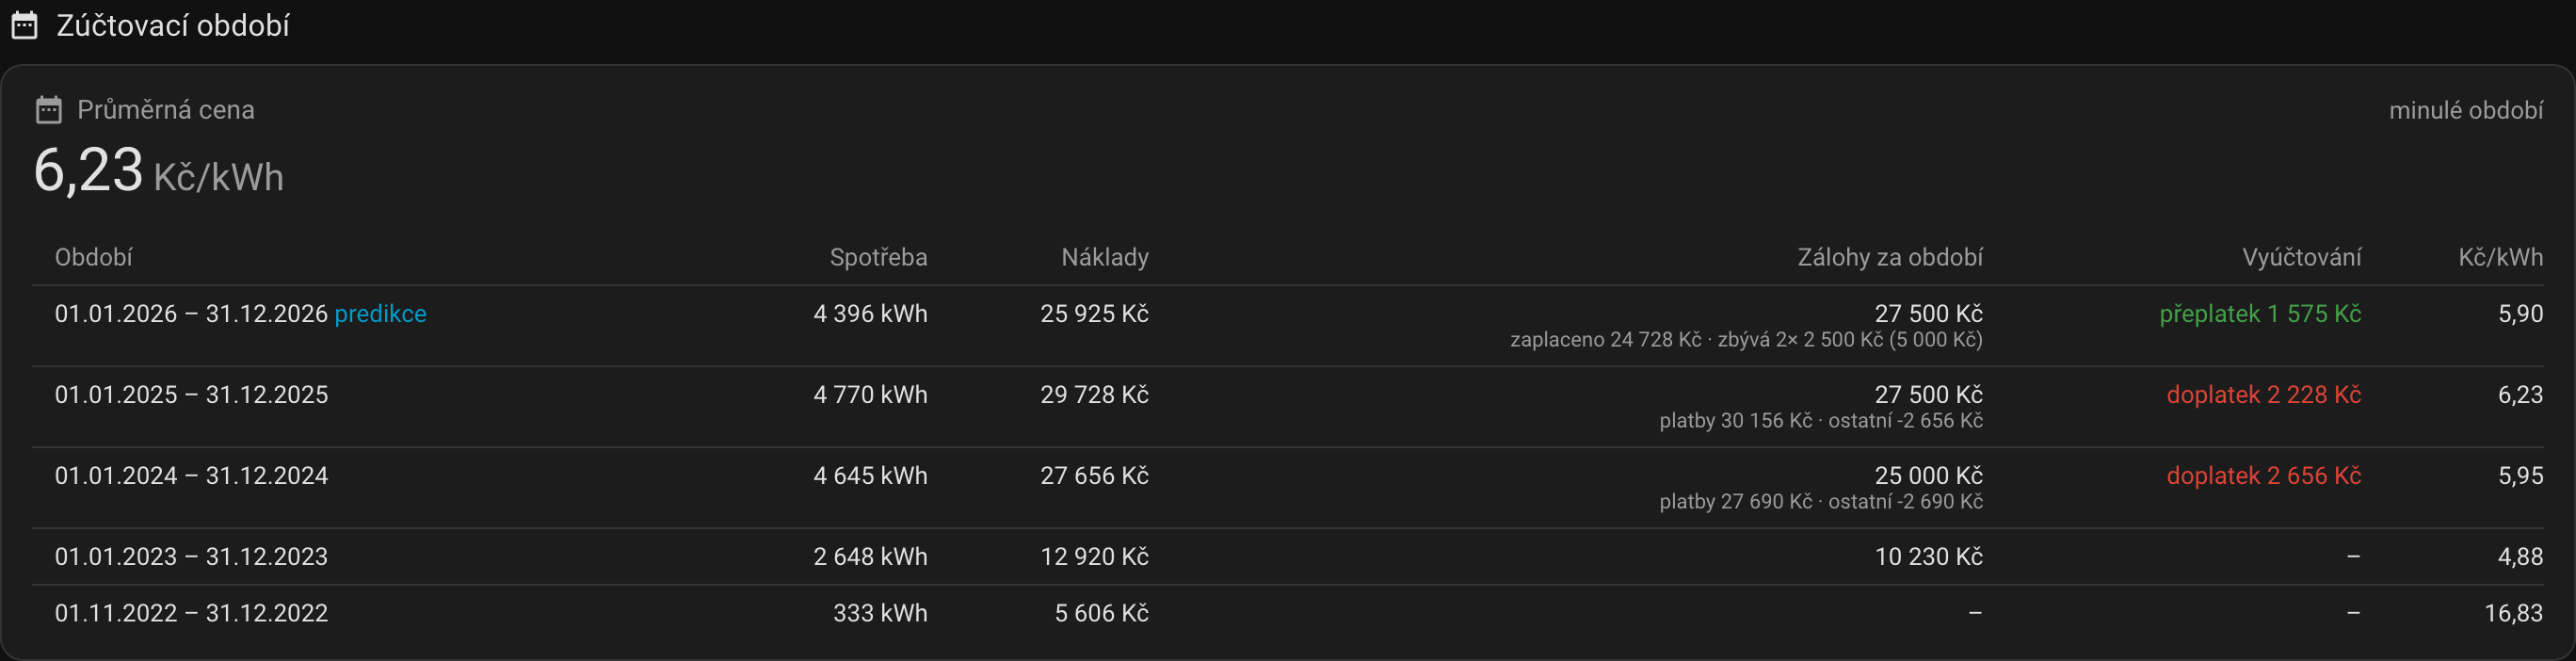 Zúčtovací období
Průměrná cena minulé období
6,23 Kč/kWh
Období Spotřeba Náklady Zálohy za období Vyúčtování Kč/kWh
01.01.2026 – 31.12.2026 predikce 4 396 kWh 25 925 Kč 27 500 Kč přeplatek 1 575 Kč 5,90
zaplaceno 24 728 Kč · zbývá 2× 2 500 Kč (5 000 Kč)
01.01.2025 – 31.12.2025 4 770 kWh 29 728 Kč 27 500 Kč doplatek 2 228 Kč 6,23
platby 30 156 Kč · ostatní -2 656 Kč
01.01.2024 – 31.12.2024 4 645 kWh 27 656 Kč 25 000 Kč doplatek 2 656 Kč 5,95
platby 27 690 Kč · ostatní -2 690 Kč
01.01.2023 – 31.12.2023 2 648 kWh 12 920 Kč 10 230 Kč – 4,88
01.11.2022 – 31.12.2022 333 kWh 5 606 Kč – – 16,83